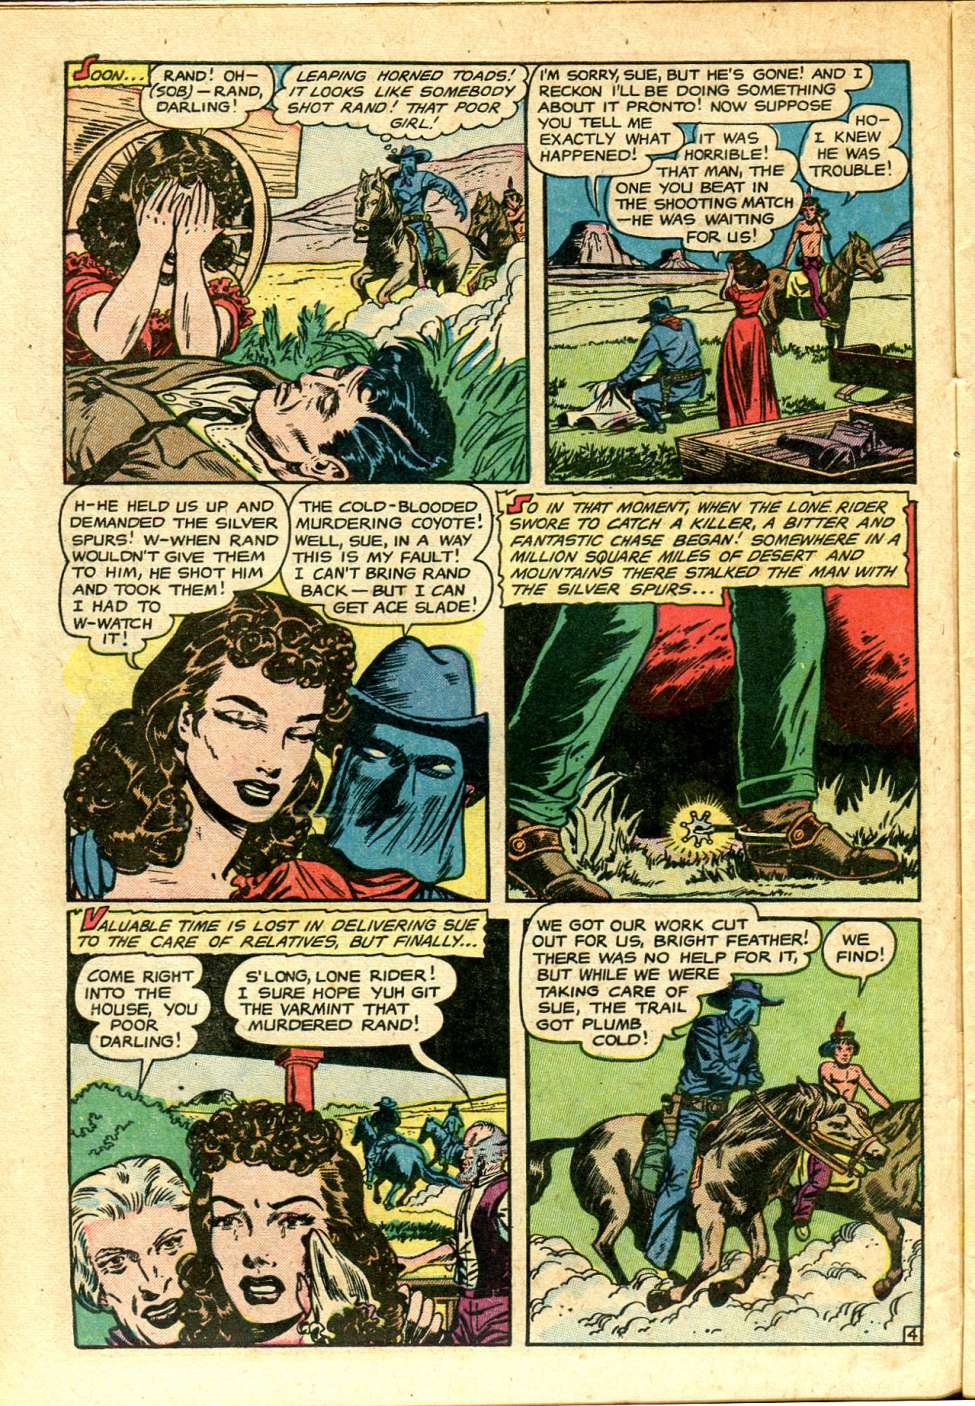 SOON...
RAND! OH-
(SOB)-RAND,
DARLING!
LEAPING HORNED TOADS!
IT LOOKS LIKE SOMEBODY
SHOT RAND! THAT POOR
GIRL!
I'M SORRY, SUE, BUT HE'S GONE! AND I
RECKON I'LL BE DOING SOMETHING
ABOUT IT PRONTO! NOW SUPPOSE
YOU TELL ME
EXACTLY WHAT
HAPPENED!
IT WAS
HORRIBLE!
THAT MAN, THE
ONE YOU BEAT IN
THE SHOOTING MATCH
-HE WAS WAITING
FOR US!
HO-
I KNEW
HE WAS
TROUBLE!
H-HE HELD US UP AND
DEMANDED THE SILVER
SPURS! W-WHEN RAND
WOULDN'T GIVE THEM
TO HIM, HE SHOT HIM
AND TOOK THEM!
I HAD TO
W-WATCH
IT!
THE COLD-BLOODED
MURDERING COYOTE!
WELL, SUE, IN A WAY
THIS IS MY FAULT!
I CAN'T BRING RAND
BACK-BUT I CAN
GET ACE SLADE!
SO IN THAT MOMENT, WHEN THE LONE RIDER
SWORE TO CATCH A KILLER, A BITTER AND
FANTASTIC CHASE BEGAN! SOMEWHERE IN A
MILLION SQUARE MILES OF DESERT AND
MOUNTAINS THERE STALKED THE MAN WITH
THE SILVER SPURS...
VALUABLE TIME IS LOST IN DELIVERING SUE
TO THE CARE OF RELATIVES, BUT FINALLY...
COME RIGHT
INTO THE
HOUSE, YOU
POOR
DARLING!
S'LONG, LONE RIDER!
I SURE HOPE YUH GIT
THE VARMINT THAT
MURDERED RAND!
WE GOT OUR WORK CUT
OUT FOR US, BRIGHT FEATHER!
THERE WAS NO HELP FOR IT,
BUT WHILE WE WERE
TAKING CARE OF
SUE, THE TRAIL
GOT PLUMB
COLD!
WE
FIND!
4